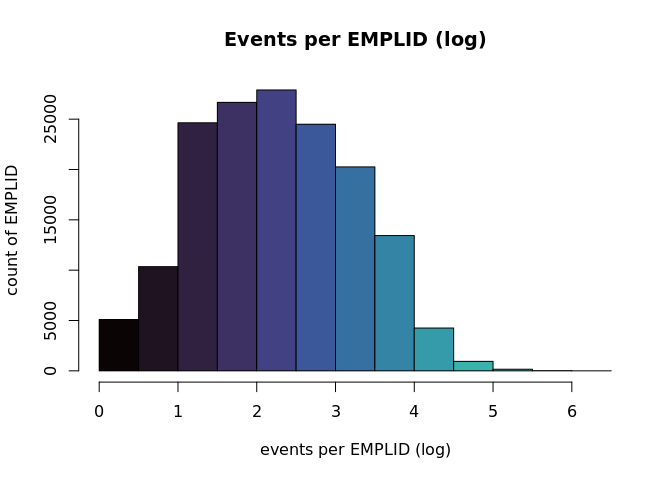 Events per EMPLID (log)
count of EMPLID
25000
15000
5000
0
0 1 2 3 4 5 6
events per EMPLID (log)